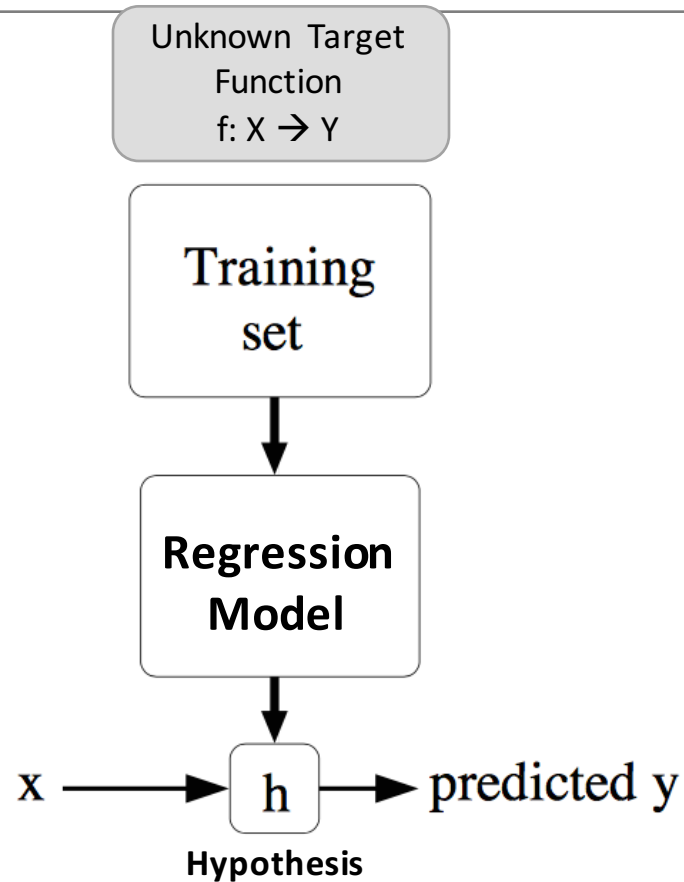 Unknown Target
Function
f: X → Y
Training
set
Regression
Model
x
h
predicted y
Hypothesis